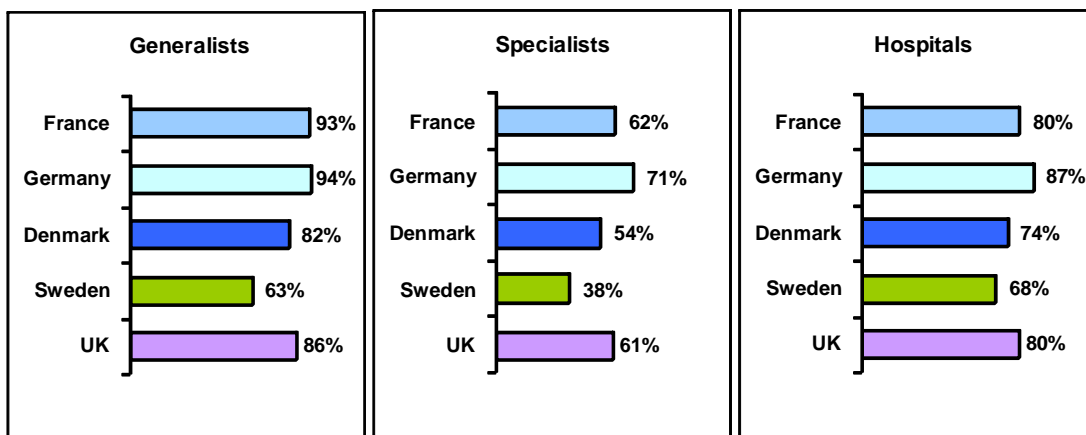 Generalists
France 93%
Germany 94%
Denmark 82%
Sweden 63%
UK 86%
Specialists
France 62%
Germany 71%
Denmark 54%
Sweden 38%
UK 61%
Hospitals
France 80%
Germany 87%
Denmark 74%
Sweden 68%
UK 80%